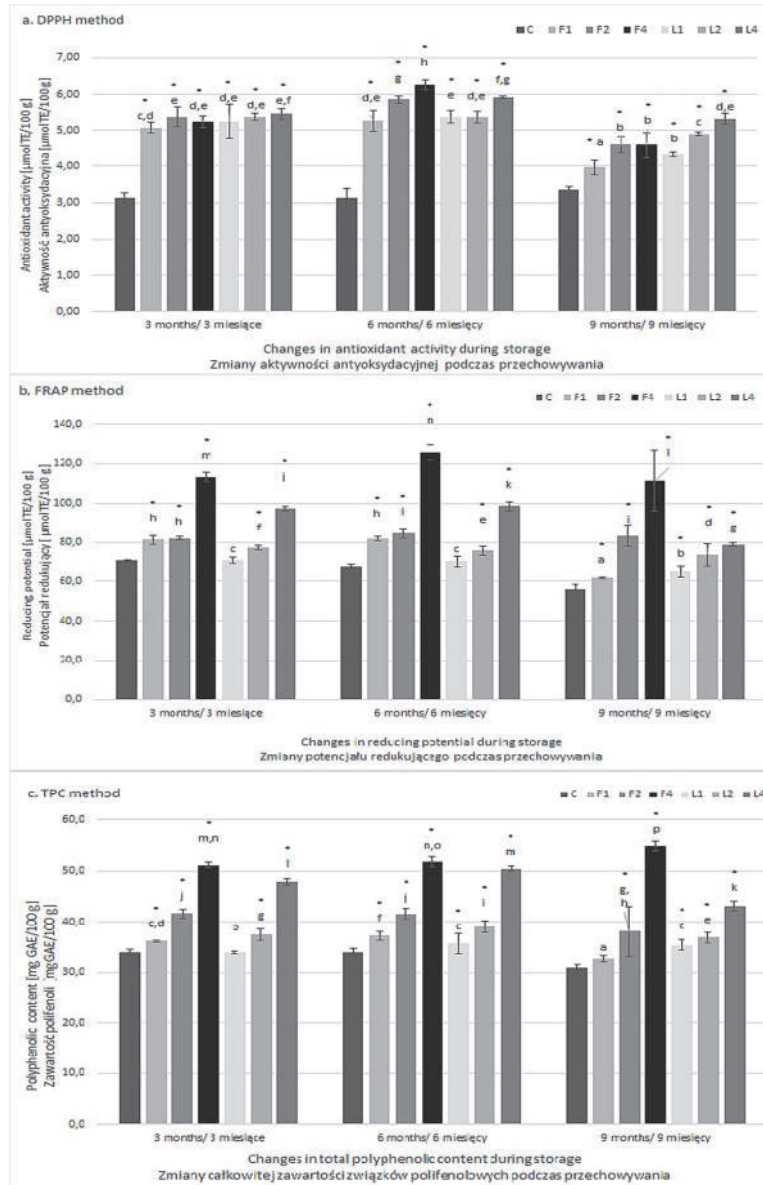 a. DPPH method
C F1 F2 F4 L1 L2 L4
Antioxidant activity [µmolTE/100 g]
Aktywność antyoksydacyjna [µmolTE/100g]
7,00
6,00
5,00
4,00
3,00
2,00
1,00
0,00
* c,d
* e
* d,e
* d,e
* d,e
* e,f
* d,e
* g
* h
* e
* d,e
* f,g
* a
* b
* b
* b
* c
* d,e
3 months/ 3 miesiące
6 months/ 6 miesięcy
9 months/ 9 miesięcy
Changes in antioxidant activity during storage
Zmiany aktywności antyoksydacyjnej podczas przechowywania
b. FRAP method
C F1 F2 F4 L1 L2 L4
Reducing potential [µmolTE/100 g]
Potencjał redukujący [µmolTE/100 g]
140,0
120,0
100,0
80,0
60,0
40,0
20,0
0,0
* h
* h
* m
c
* f
* j
* h
* i
* n
c
* e
* k
* a
* i
* l
* b
* d
* g
3 months/ 3 miesiące
6 months/ 6 miesięcy
9 months/ 9 miesięcy
Changes in reducing potential during storage
Zmiany potencjału redukującego podczas przechowywania
c. TPC method
C F1 F2 F4 L1 L2 L4
Polyphenolic content [mg GAE/100 g]
Zawartość polifenoli [mgGAE/100 g]
60,0
50,0
40,0
30,0
20,0
10,0
0,0
* c,d
* j
* m,n
* g
* l
* f
* j
* n,o
* c
* i
* m
a
* g,
h
* p
* c
* e
* k
3 months/ 3 miesiące
6 months/ 6 miesięcy
9 months/ 9 miesięcy
Changes in total polyphenolic content during storage
Zmiany całkowitej zawartości związków polifenolowych podczas przechowywania